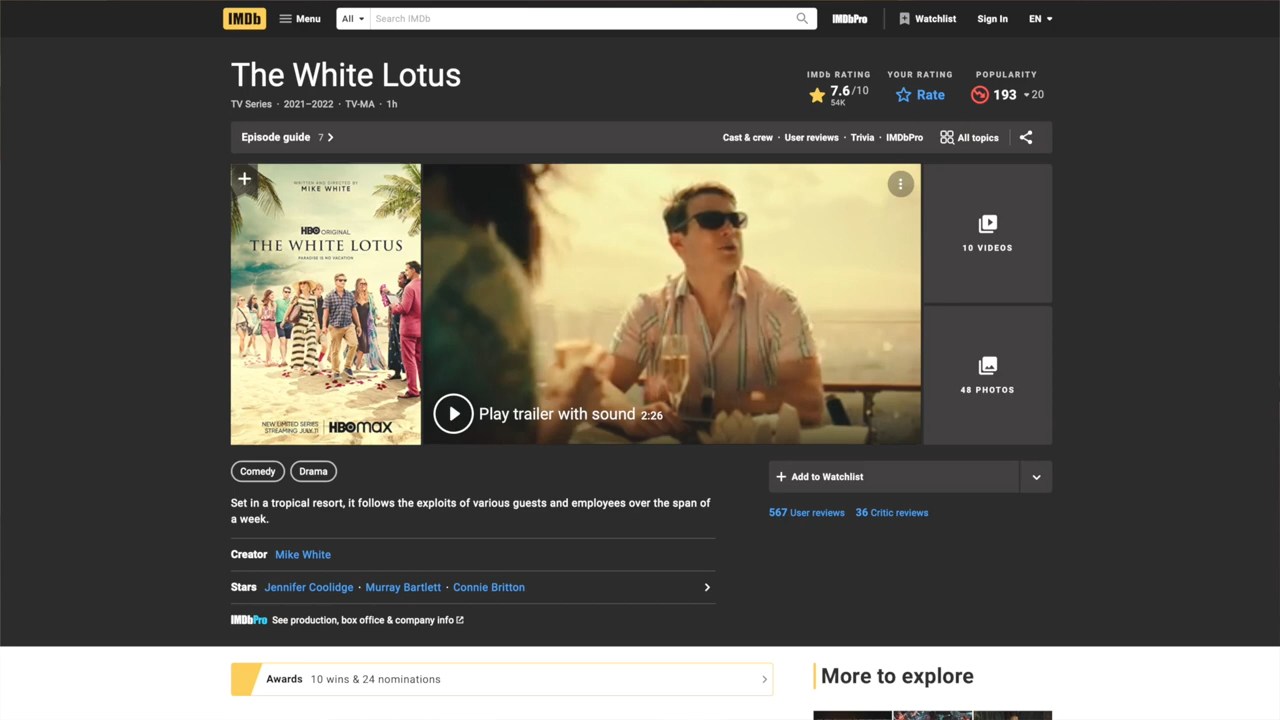 IMDb
Menu
All
Search IMDb
IMDbPro
Watchlist
Sign In
EN
The White Lotus
TV Series · 2021–2022 · TV-MA · 1h
IMDb RATING
7.6/10
54K
YOUR RATING
Rate
POPULARITY
193
20
Episode guide 7
Cast & crew · User reviews · Trivia · IMDbPro
All topics
WRITTEN AND DIRECTED BY
MIKE WHITE
HBO ORIGINAL
THE WHITE LOTUS
PARADISE IS NO VACATION
NEW LIMITED SERIES
STREAMING JULY 11
HBOMAX
Play trailer with sound 2:26
10 VIDEOS
48 PHOTOS
Comedy
Drama
Set in a tropical resort, it follows the exploits of various guests and employees over the span of
a week.
Creator Mike White
Stars Jennifer Coolidge · Murray Bartlett · Connie Britton
IMDbPro See production, box office & company info
+ Add to Watchlist
567 User reviews 36 Critic reviews
Awards 10 wins & 24 nominations
More to explore